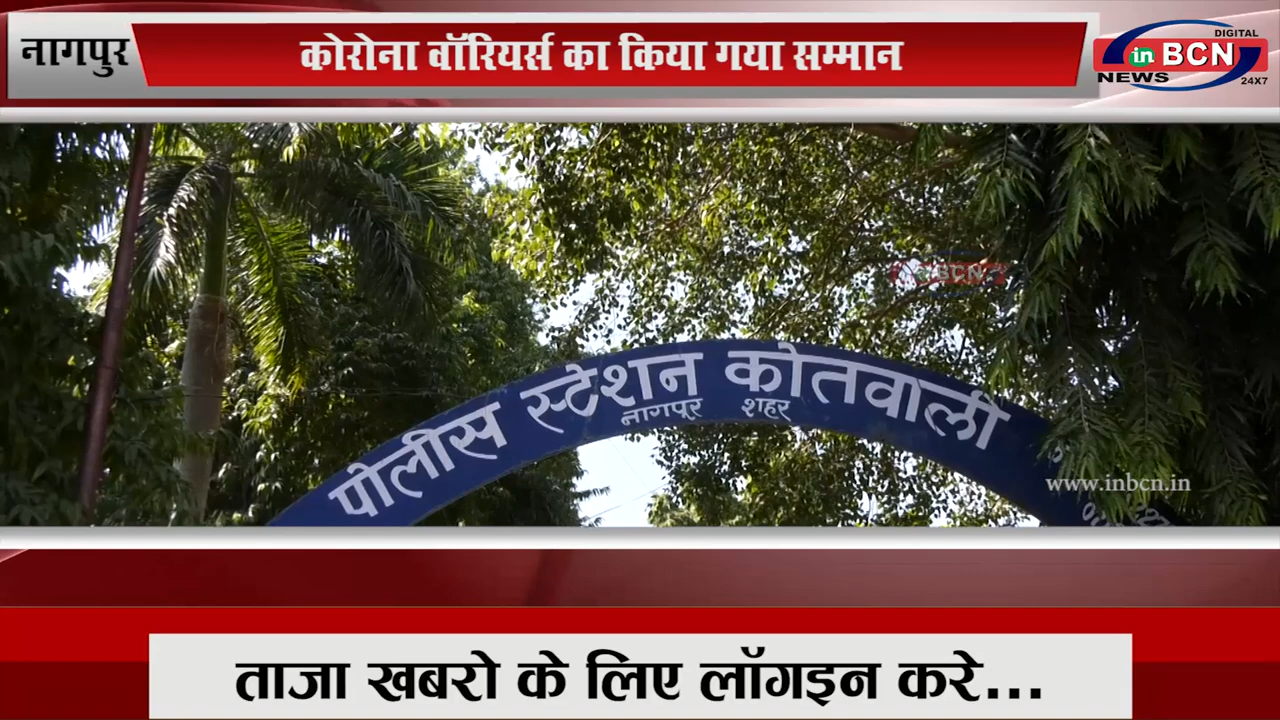 नागपुर
कोरोना वॉरियर्स का किया गया सम्मान
DIGITAL
in BCN
NEWS
24X7
BCN
पोलीस स्टेशन कोतवाली
नागपुर शहर
www.inbcn.in
ताजा खबरो के लिए लॉगइन करे...